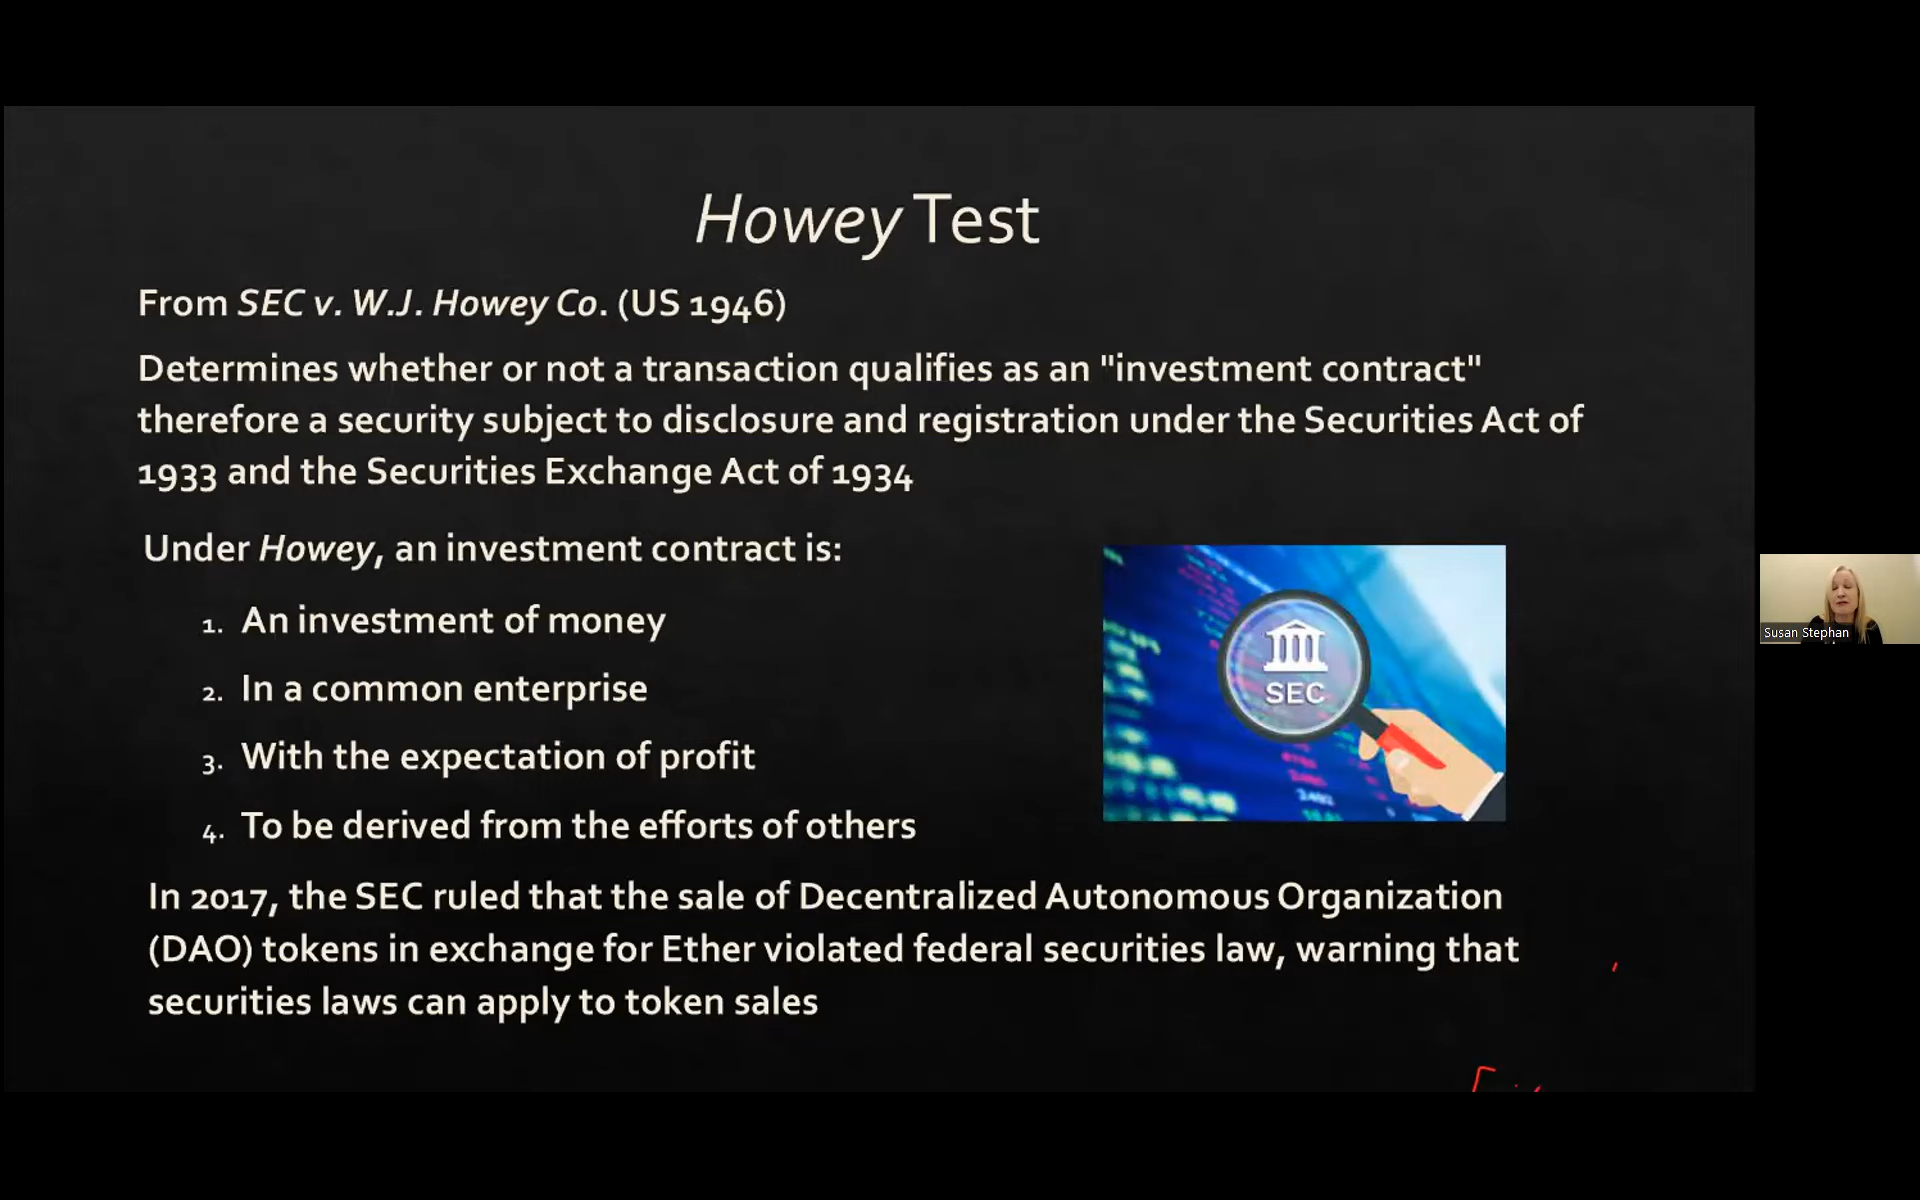 Howey Test
From SEC v. W.J. Howey Co. (US 1946)
Determines whether or not a transaction qualifies as an "investment contract"
therefore a security subject to disclosure and registration under the Securities Act of
1933 and the Securities Exchange Act of 1934
Under Howey, an investment contract is:
1. An investment of money
2. In a common enterprise
3. With the expectation of profit
4. To be derived from the efforts of others
SEC
In 2017, the SEC ruled that the sale of Decentralized Autonomous Organization
(DAO) tokens in exchange for Ether violated federal securities law, warning that
securities laws can apply to token sales
Susan Stephan